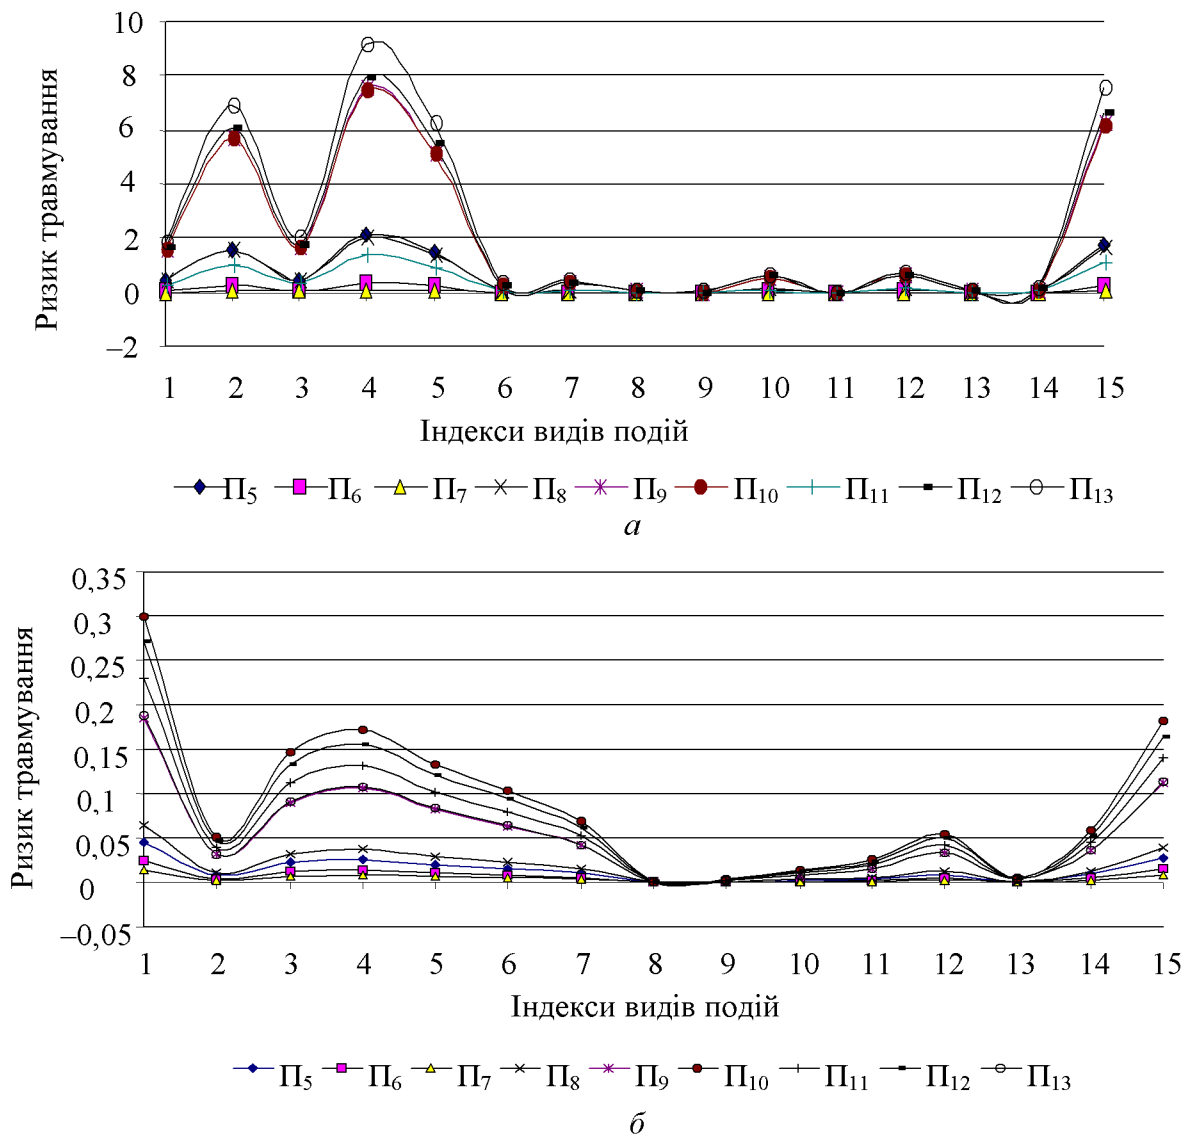 10
8
6
4
2
0
–2
Ризик травмування
1 2 3 4 5 6 7 8 9 10 11 12 13 14 15
Індекси видів подій
П5 П6 П7 П8 П9 П10 П11 П12 П13
а
0,35
0,3
0,25
0,2
0,15
0,1
0,05
0
–0,05
Ризик травмування
1 2 3 4 5 6 7 8 9 10 11 12 13 14 15
Індекси видів подій
П5 П6 П7 П8 П9 П10 П11 П12 П13
б